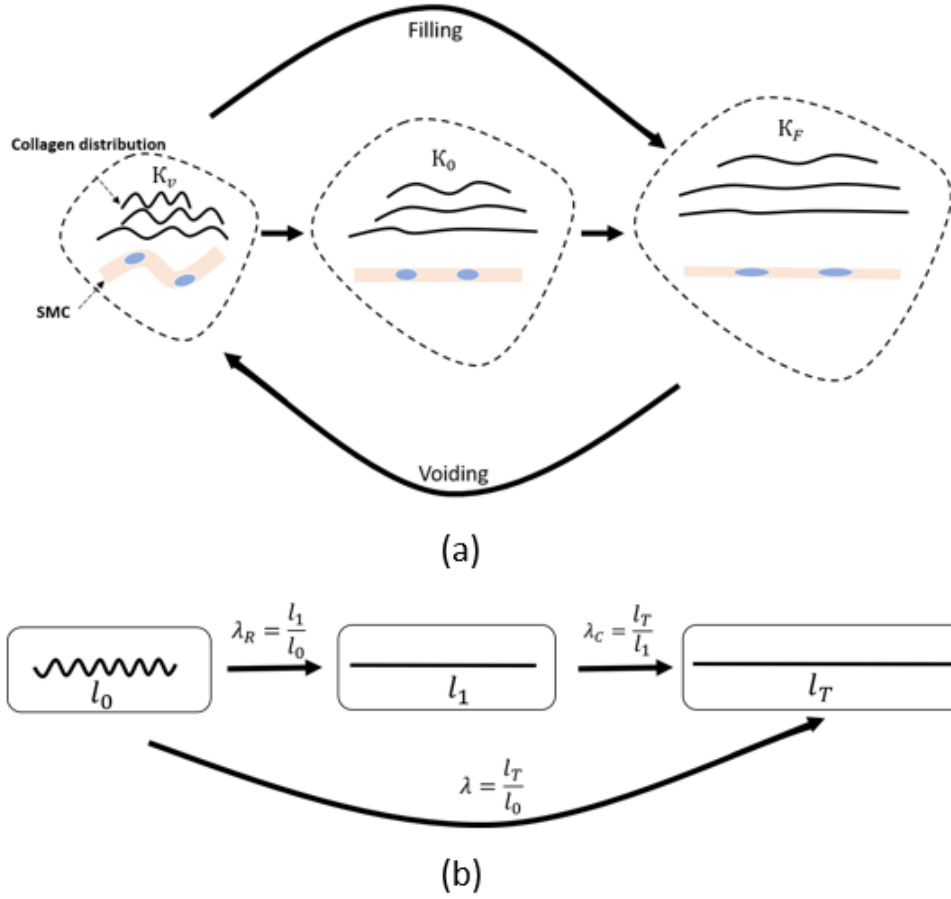 Filling
Collagen distribution
K_v
K_0
K_F
SMC
Voiding
(a)
λ_R = l_1/l_0
λ_C = l_T/l_1
l_0
l_1
l_T
λ = l_T/l_0
(b)